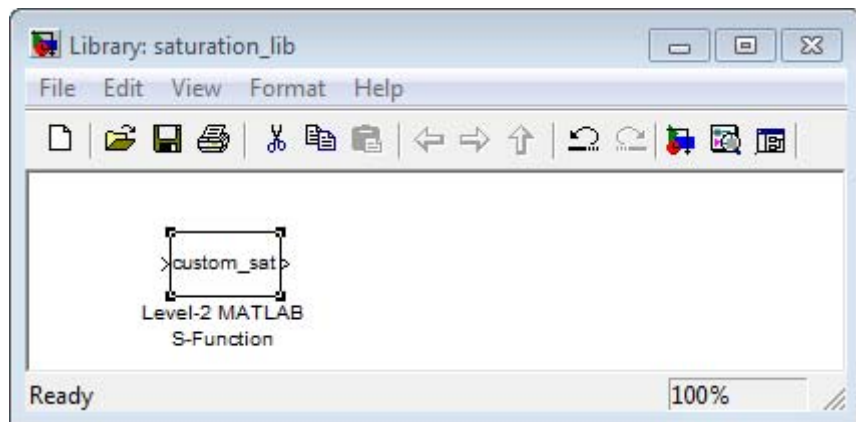 Library: saturation_lib
File Edit View Format Help
custom_sat
Level-2 MATLAB
S-Function
Ready 100%